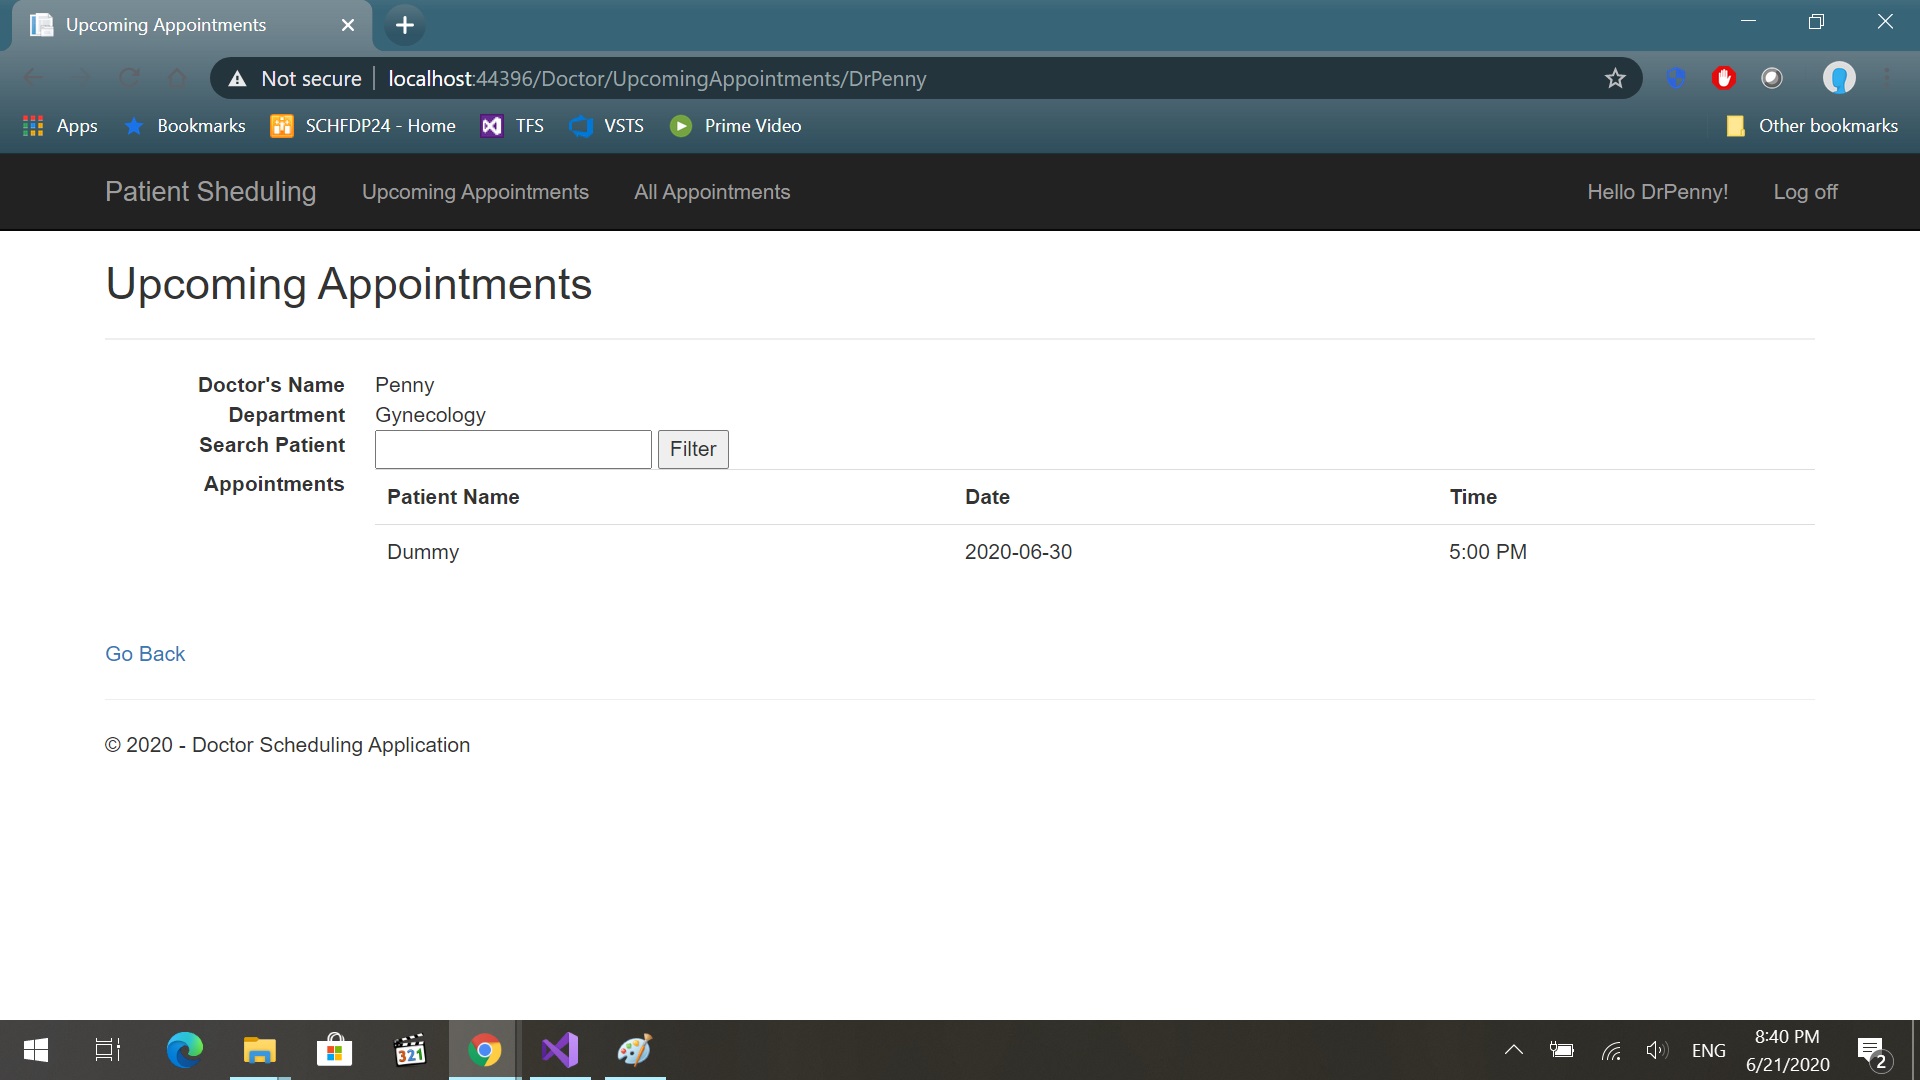 Upcoming Appointments
Not secure localhost:44396/Doctor/UpcomingAppointments/DrPenny
Apps Bookmarks SCHFDP24 - Home TFS VSTS Prime Video Other bookmarks
Patient Sheduling Upcoming Appointments All Appointments Hello DrPenny! Log off
Upcoming Appointments
Doctor's Name Penny
Department Gynecology
Search Patient Filter
Appointments Patient Name Date Time
Dummy 2020-06-30 5:00 PM
Go Back
© 2020 - Doctor Scheduling Application
321
ENG
8:40 PM
6/21/2020
2